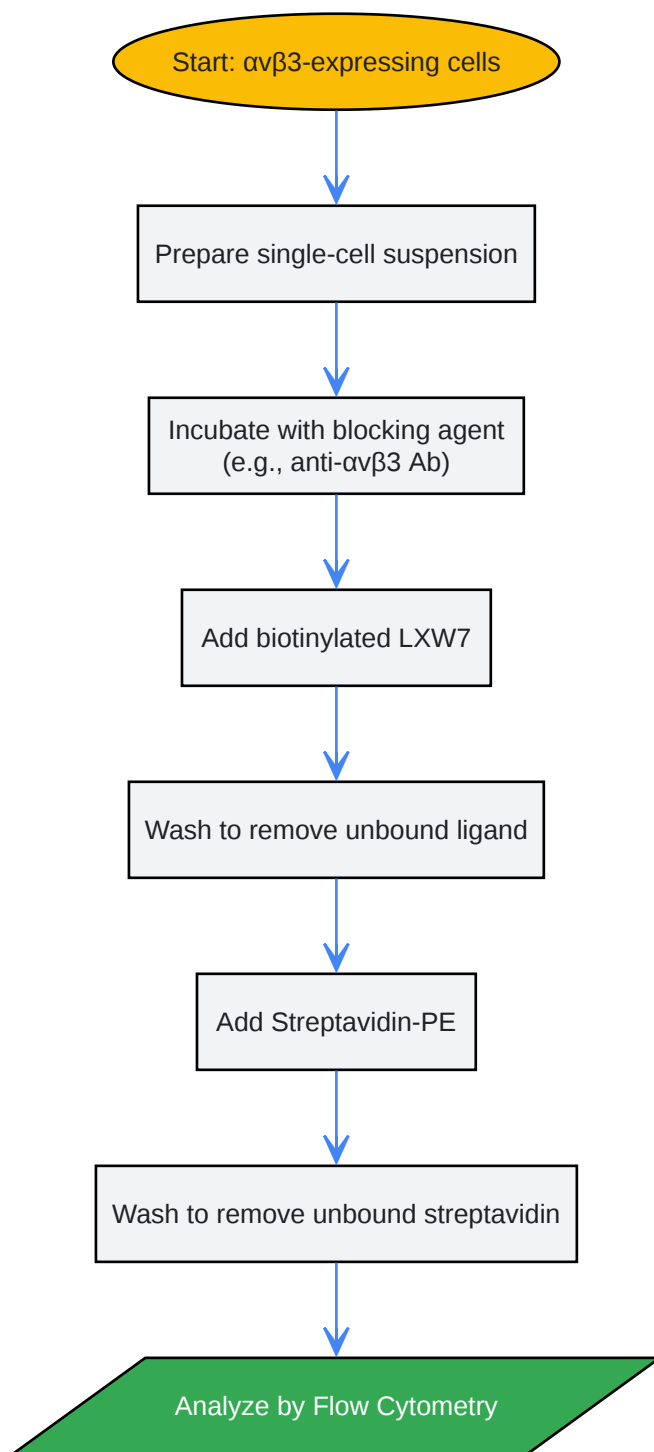 Start: αvβ3-expressing cells
Prepare single-cell suspension
Incubate with blocking agent
(e.g., anti-αvβ3 Ab)
Add biotinylated LXW7
Wash to remove unbound ligand
Add Streptavidin-PE
Wash to remove unbound streptavidin
Analyze by Flow Cytometry